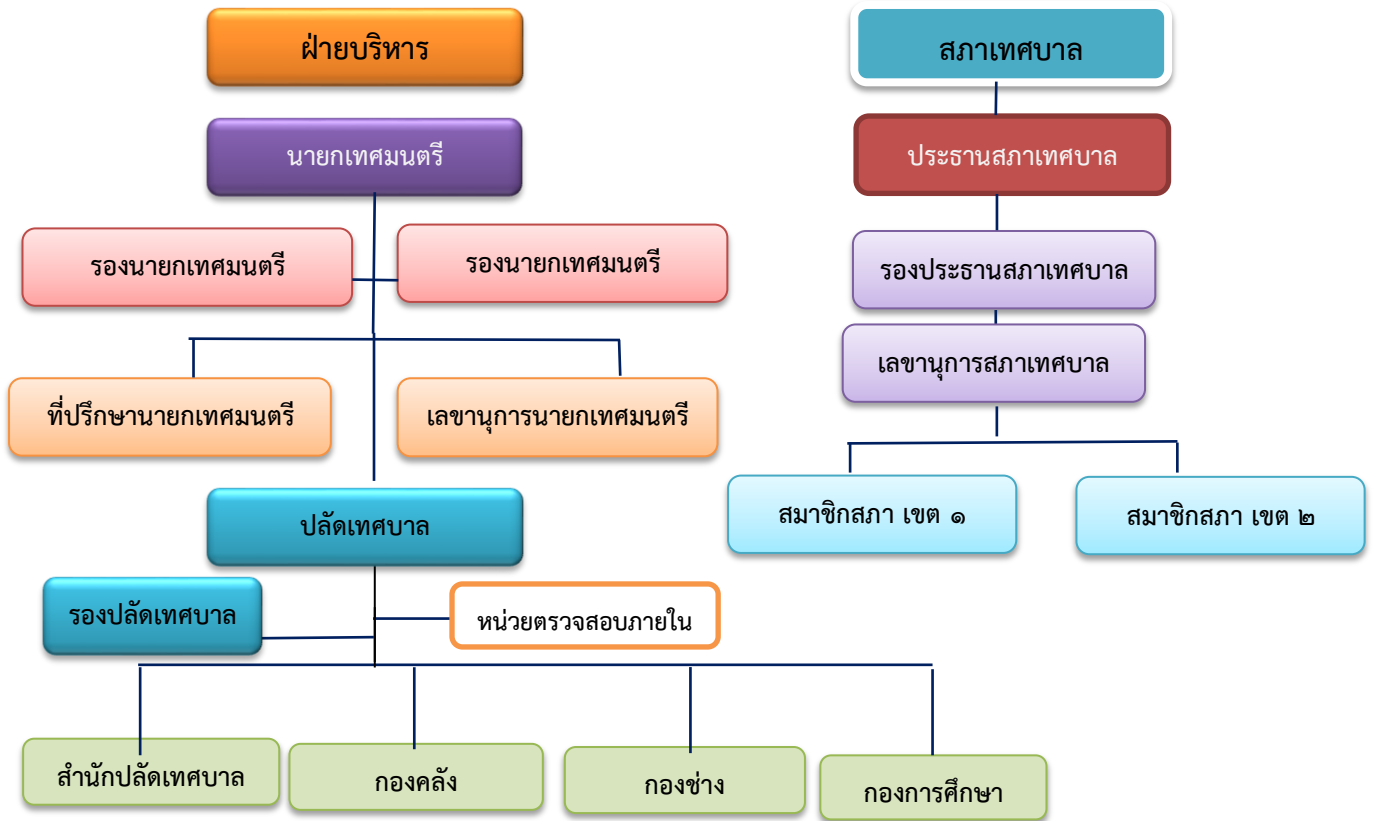 ฝ่ายบริหาร
สภาเทศบาล
นายกเทศมนตรี
ประธานสภาเทศบาล
รองนายกเทศมนตรี
รองนายกเทศมนตรี
รองประธานสภาเทศบาล
เลขานุการสภาเทศบาล
ที่ปรึกษานายกเทศมนตรี
เลขานุการนายกเทศมนตรี
สมาชิกสภา เขต ๑
สมาชิกสภา เขต ๒
ปลัดเทศบาล
รองปลัดเทศบาล
หน่วยตรวจสอบภายใน
สำนักปลัดเทศบาล
กองคลัง
กองช่าง
กองการศึกษา